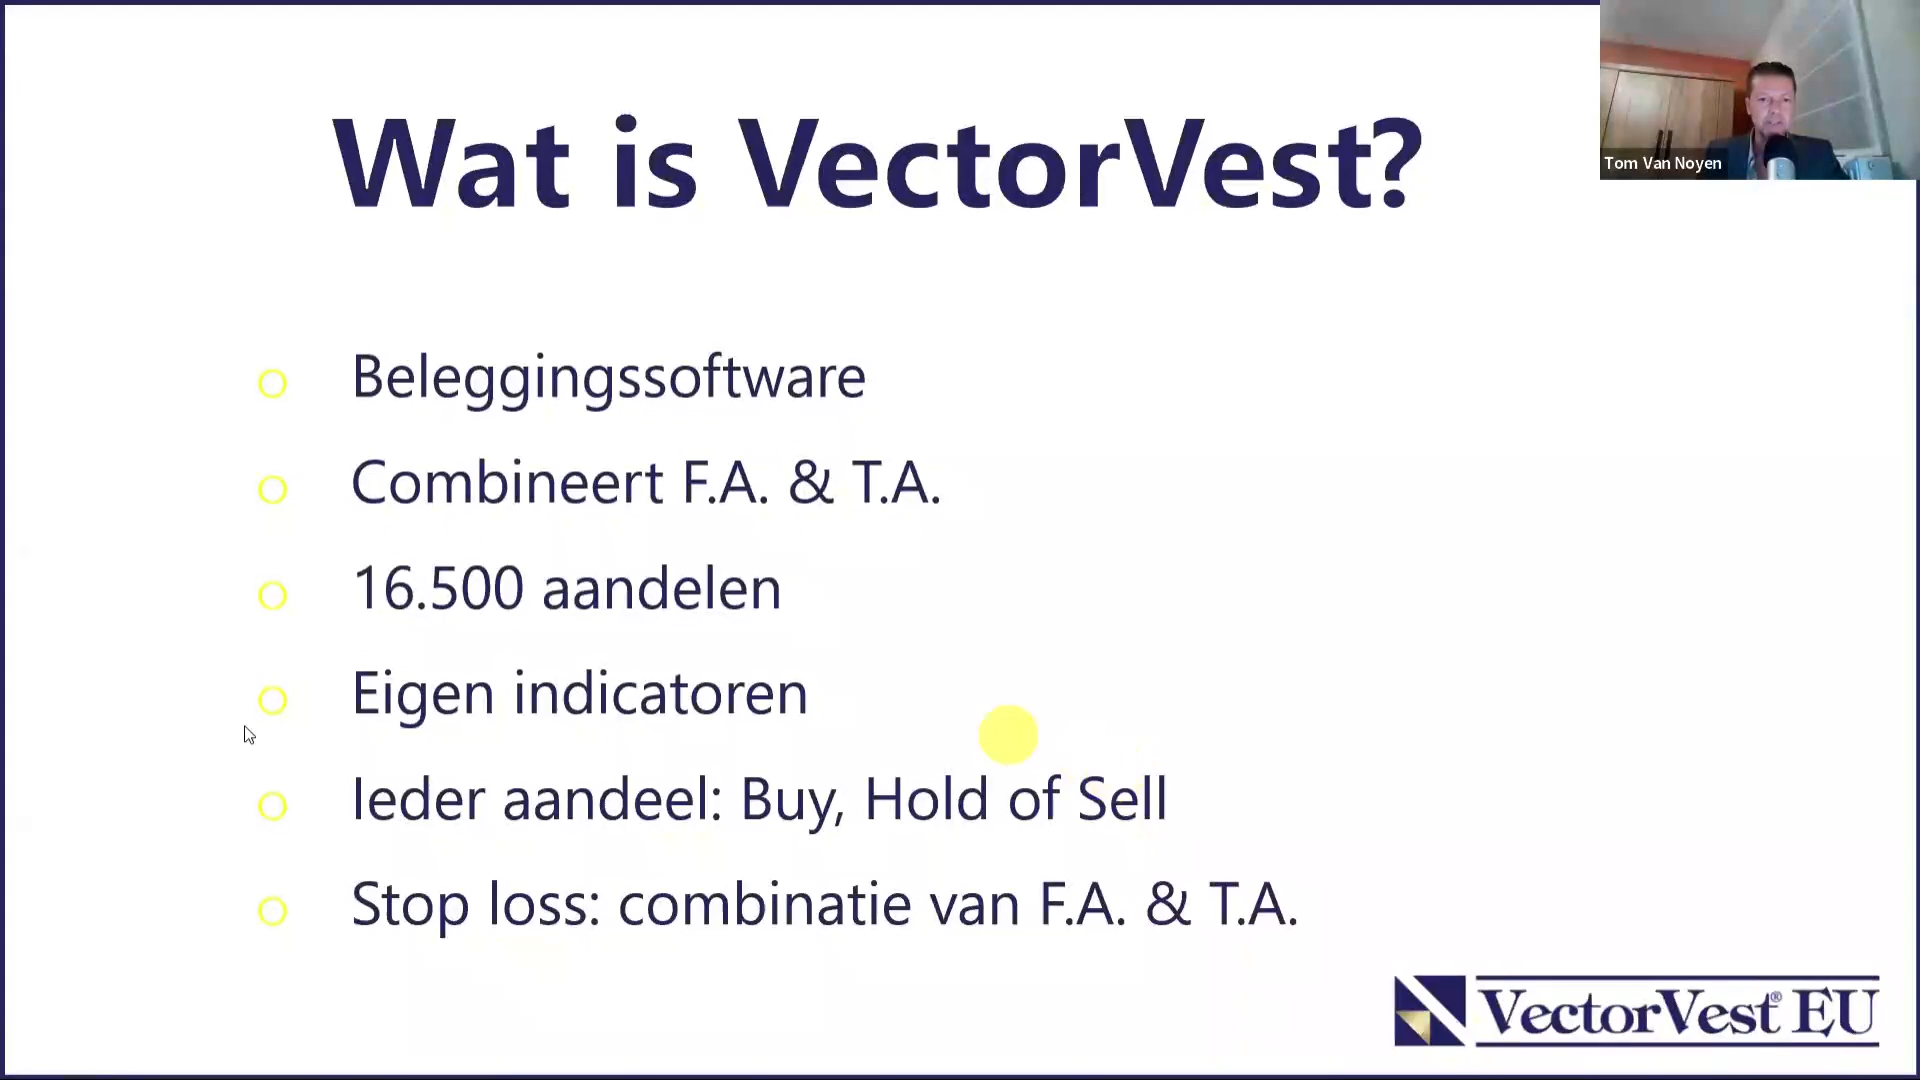 Wat is VectorVest?
Tom Van Noyen
Beleggingssoftware
Combineert F.A. & T.A.
16.500 aandelen
Eigen indicatoren
Ieder aandeel: Buy, Hold of Sell
Stop loss: combinatie van F.A. & T.A.
VectorVest® EU